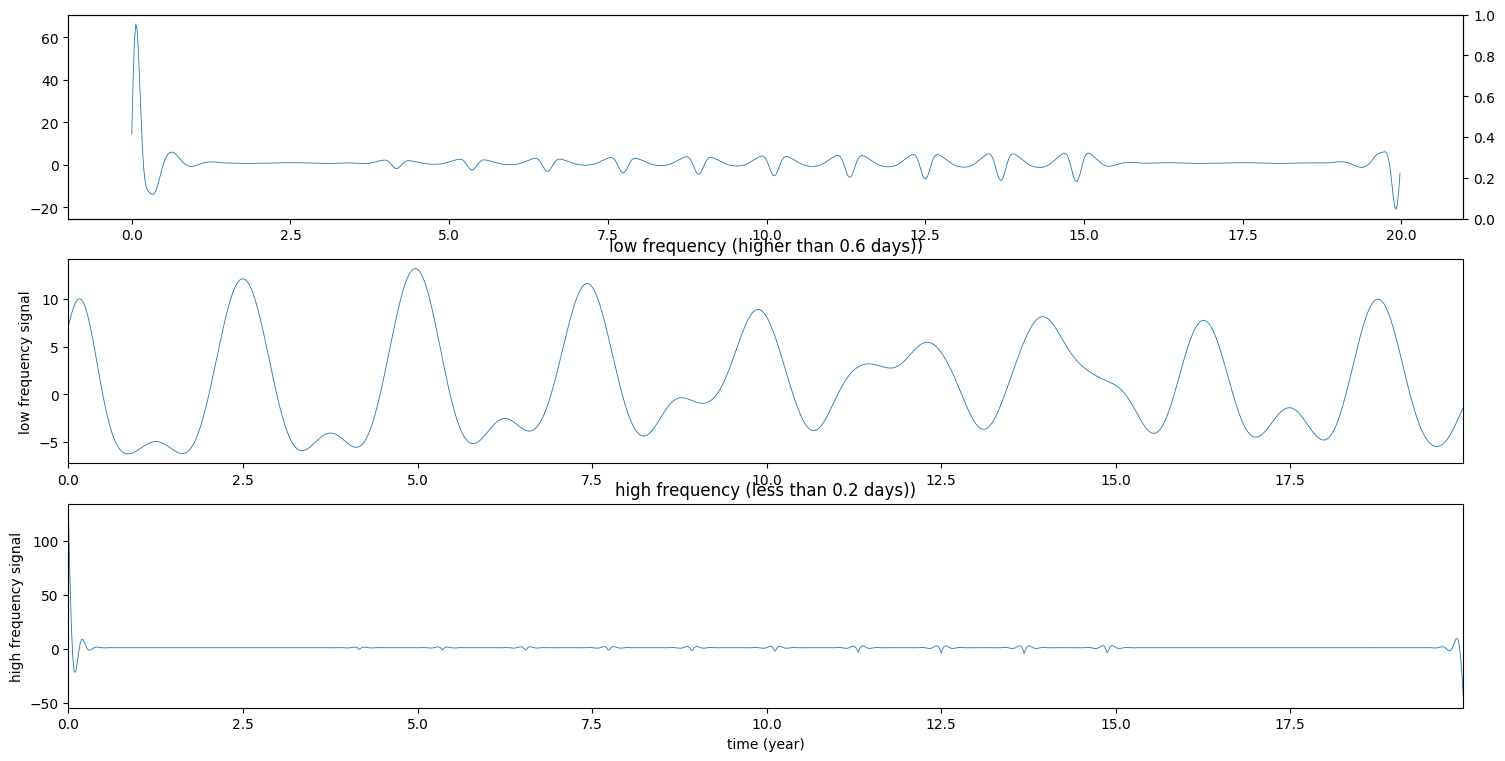 60
40
20
0
−20
1.0
0.8
0.6
0.4
0.2
0.0
0.0 2.5 5.0 7.5 10.0 12.5 15.0 17.5 20.0
low frequency (higher than 0.6 days))
low frequency signal
10
5
0
−5
0.0 2.5 5.0 7.5 10.0 12.5 15.0 17.5
high frequency (less than 0.2 days))
high frequency signal
100
50
0
−50
0.0 2.5 5.0 7.5 10.0 12.5 15.0 17.5
time (year)